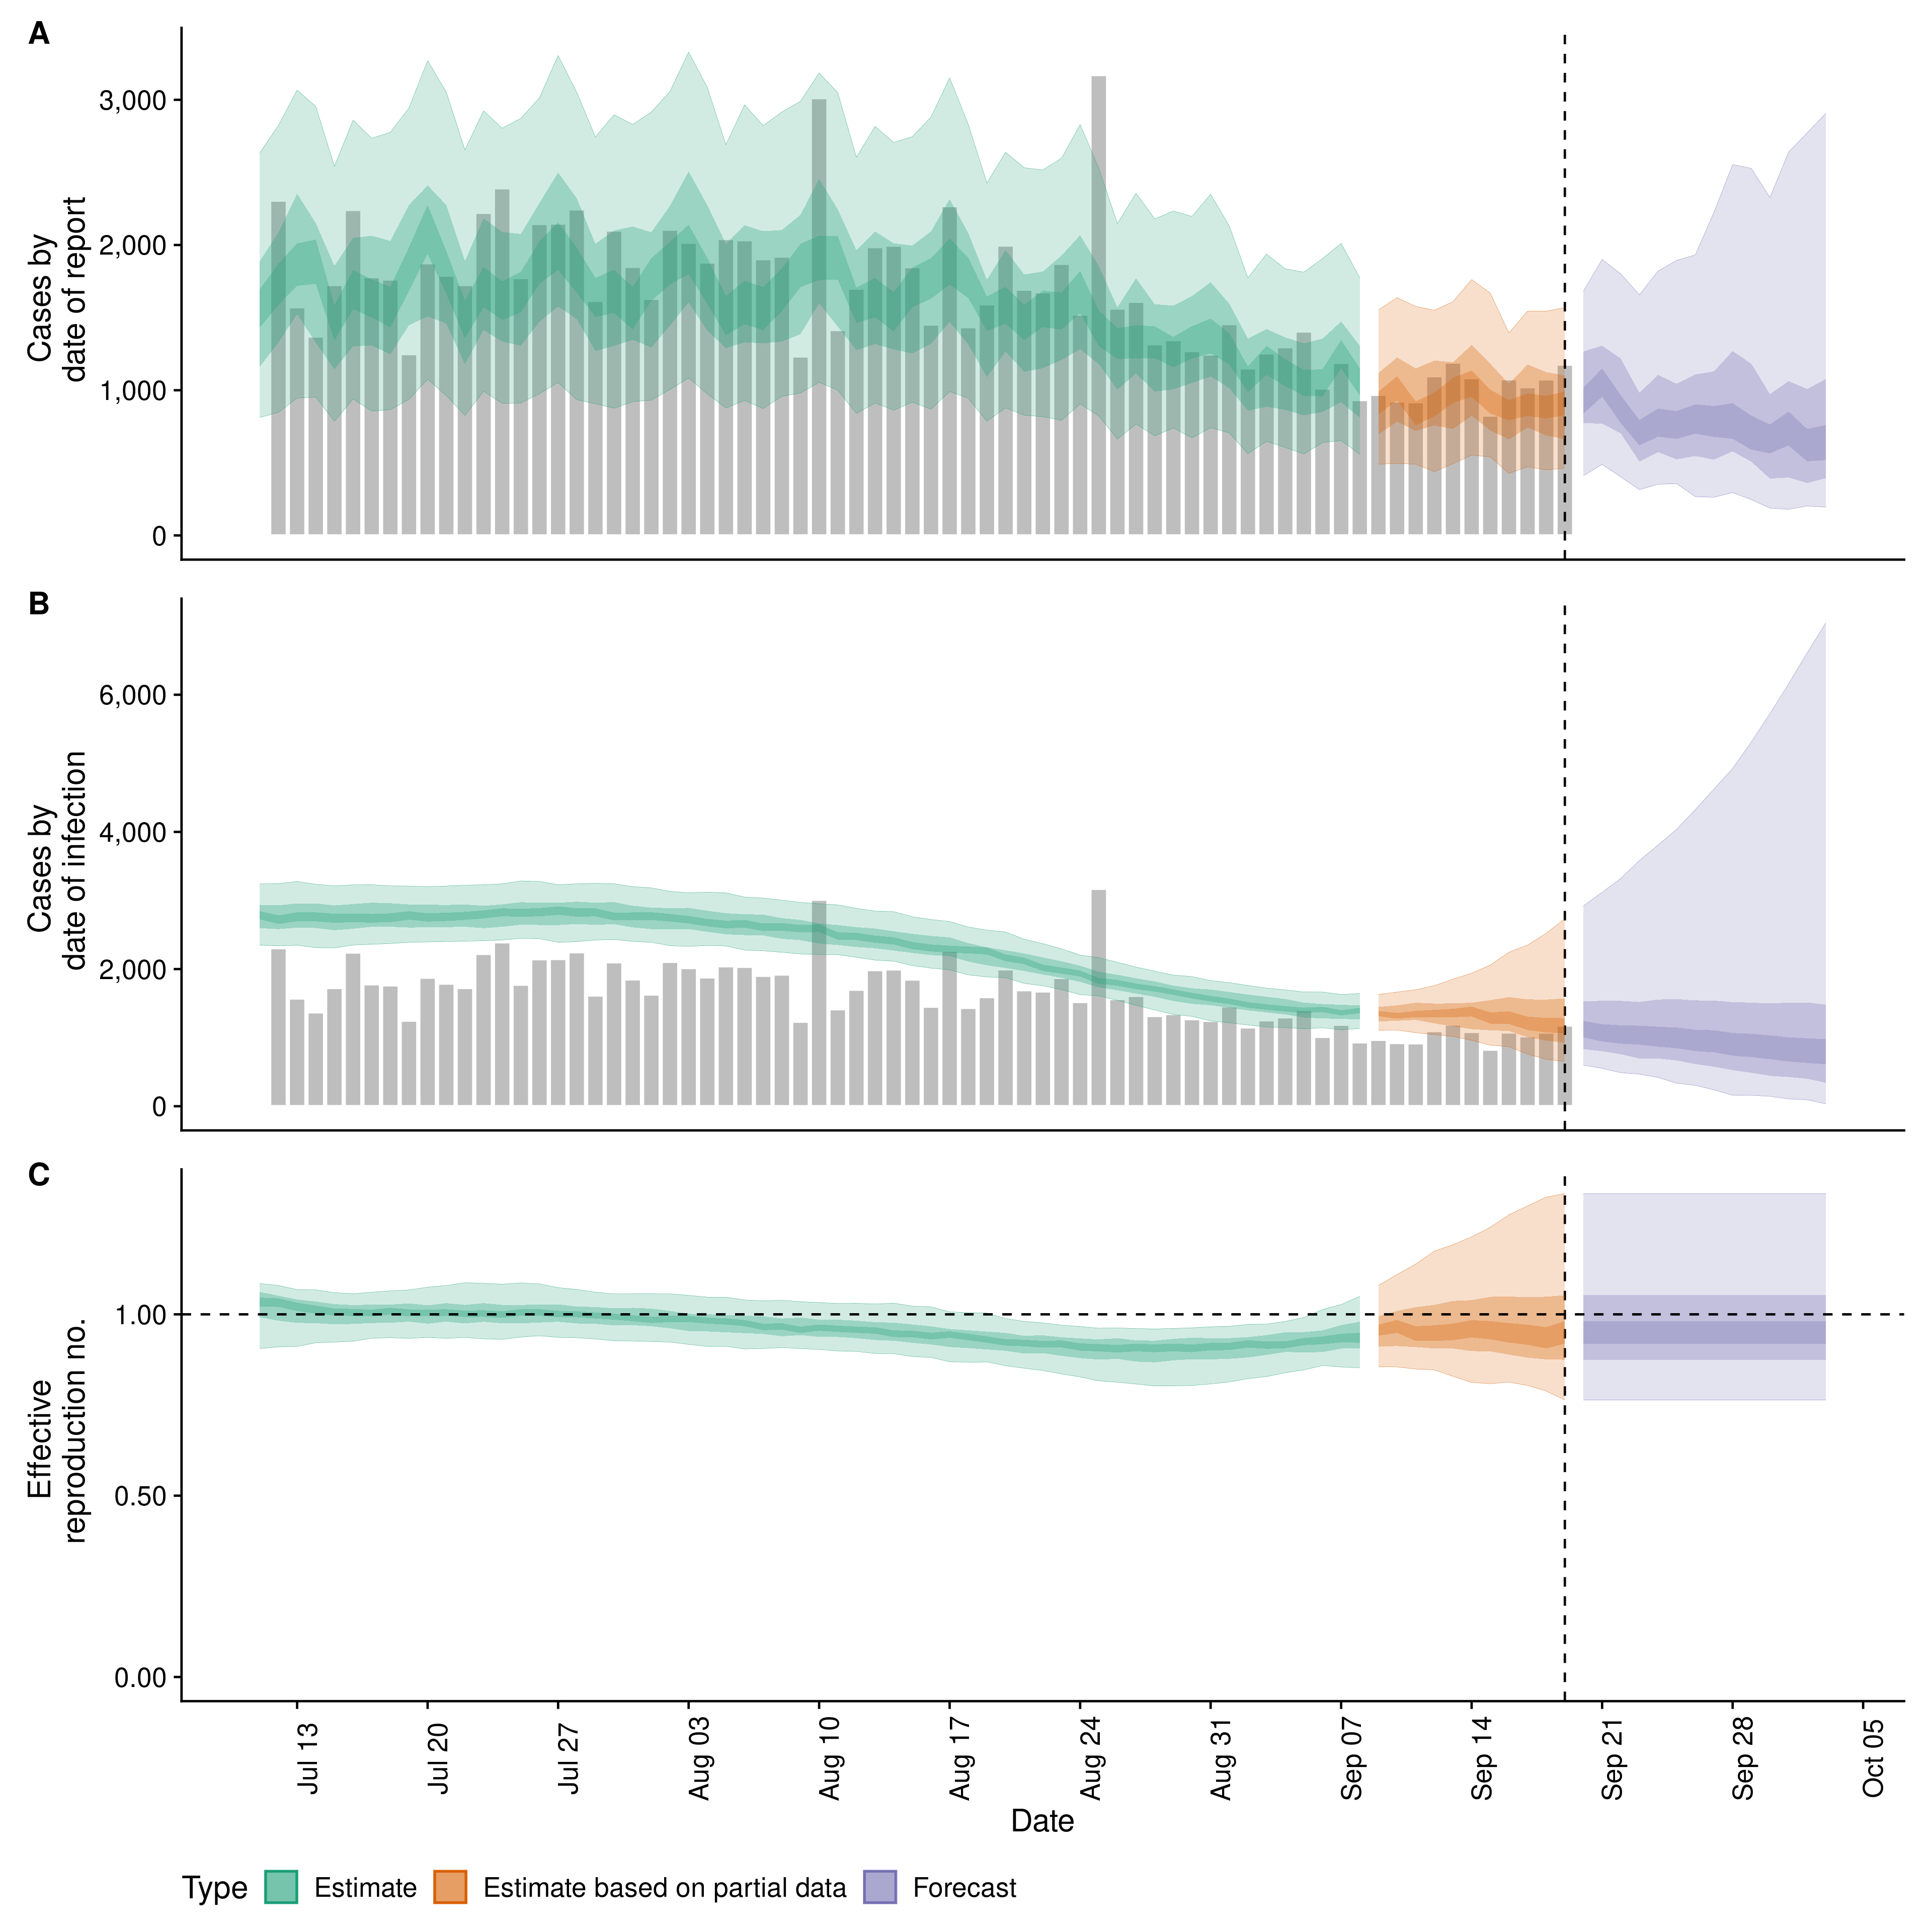 A
Cases by
date of report
3,000
2,000
1,000
0
B
Cases by
date of infection
6,000
4,000
2,000
0
C
Effective
reproduction no.
1.00
0.50
0.00
Jul 13
Jul 20
Jul 27
Aug 03
Aug 10
Aug 17
Aug 24
Aug 31
Sep 07
Sep 14
Sep 21
Sep 28
Oct 05
Date
Type Estimate Estimate based on partial data Forecast